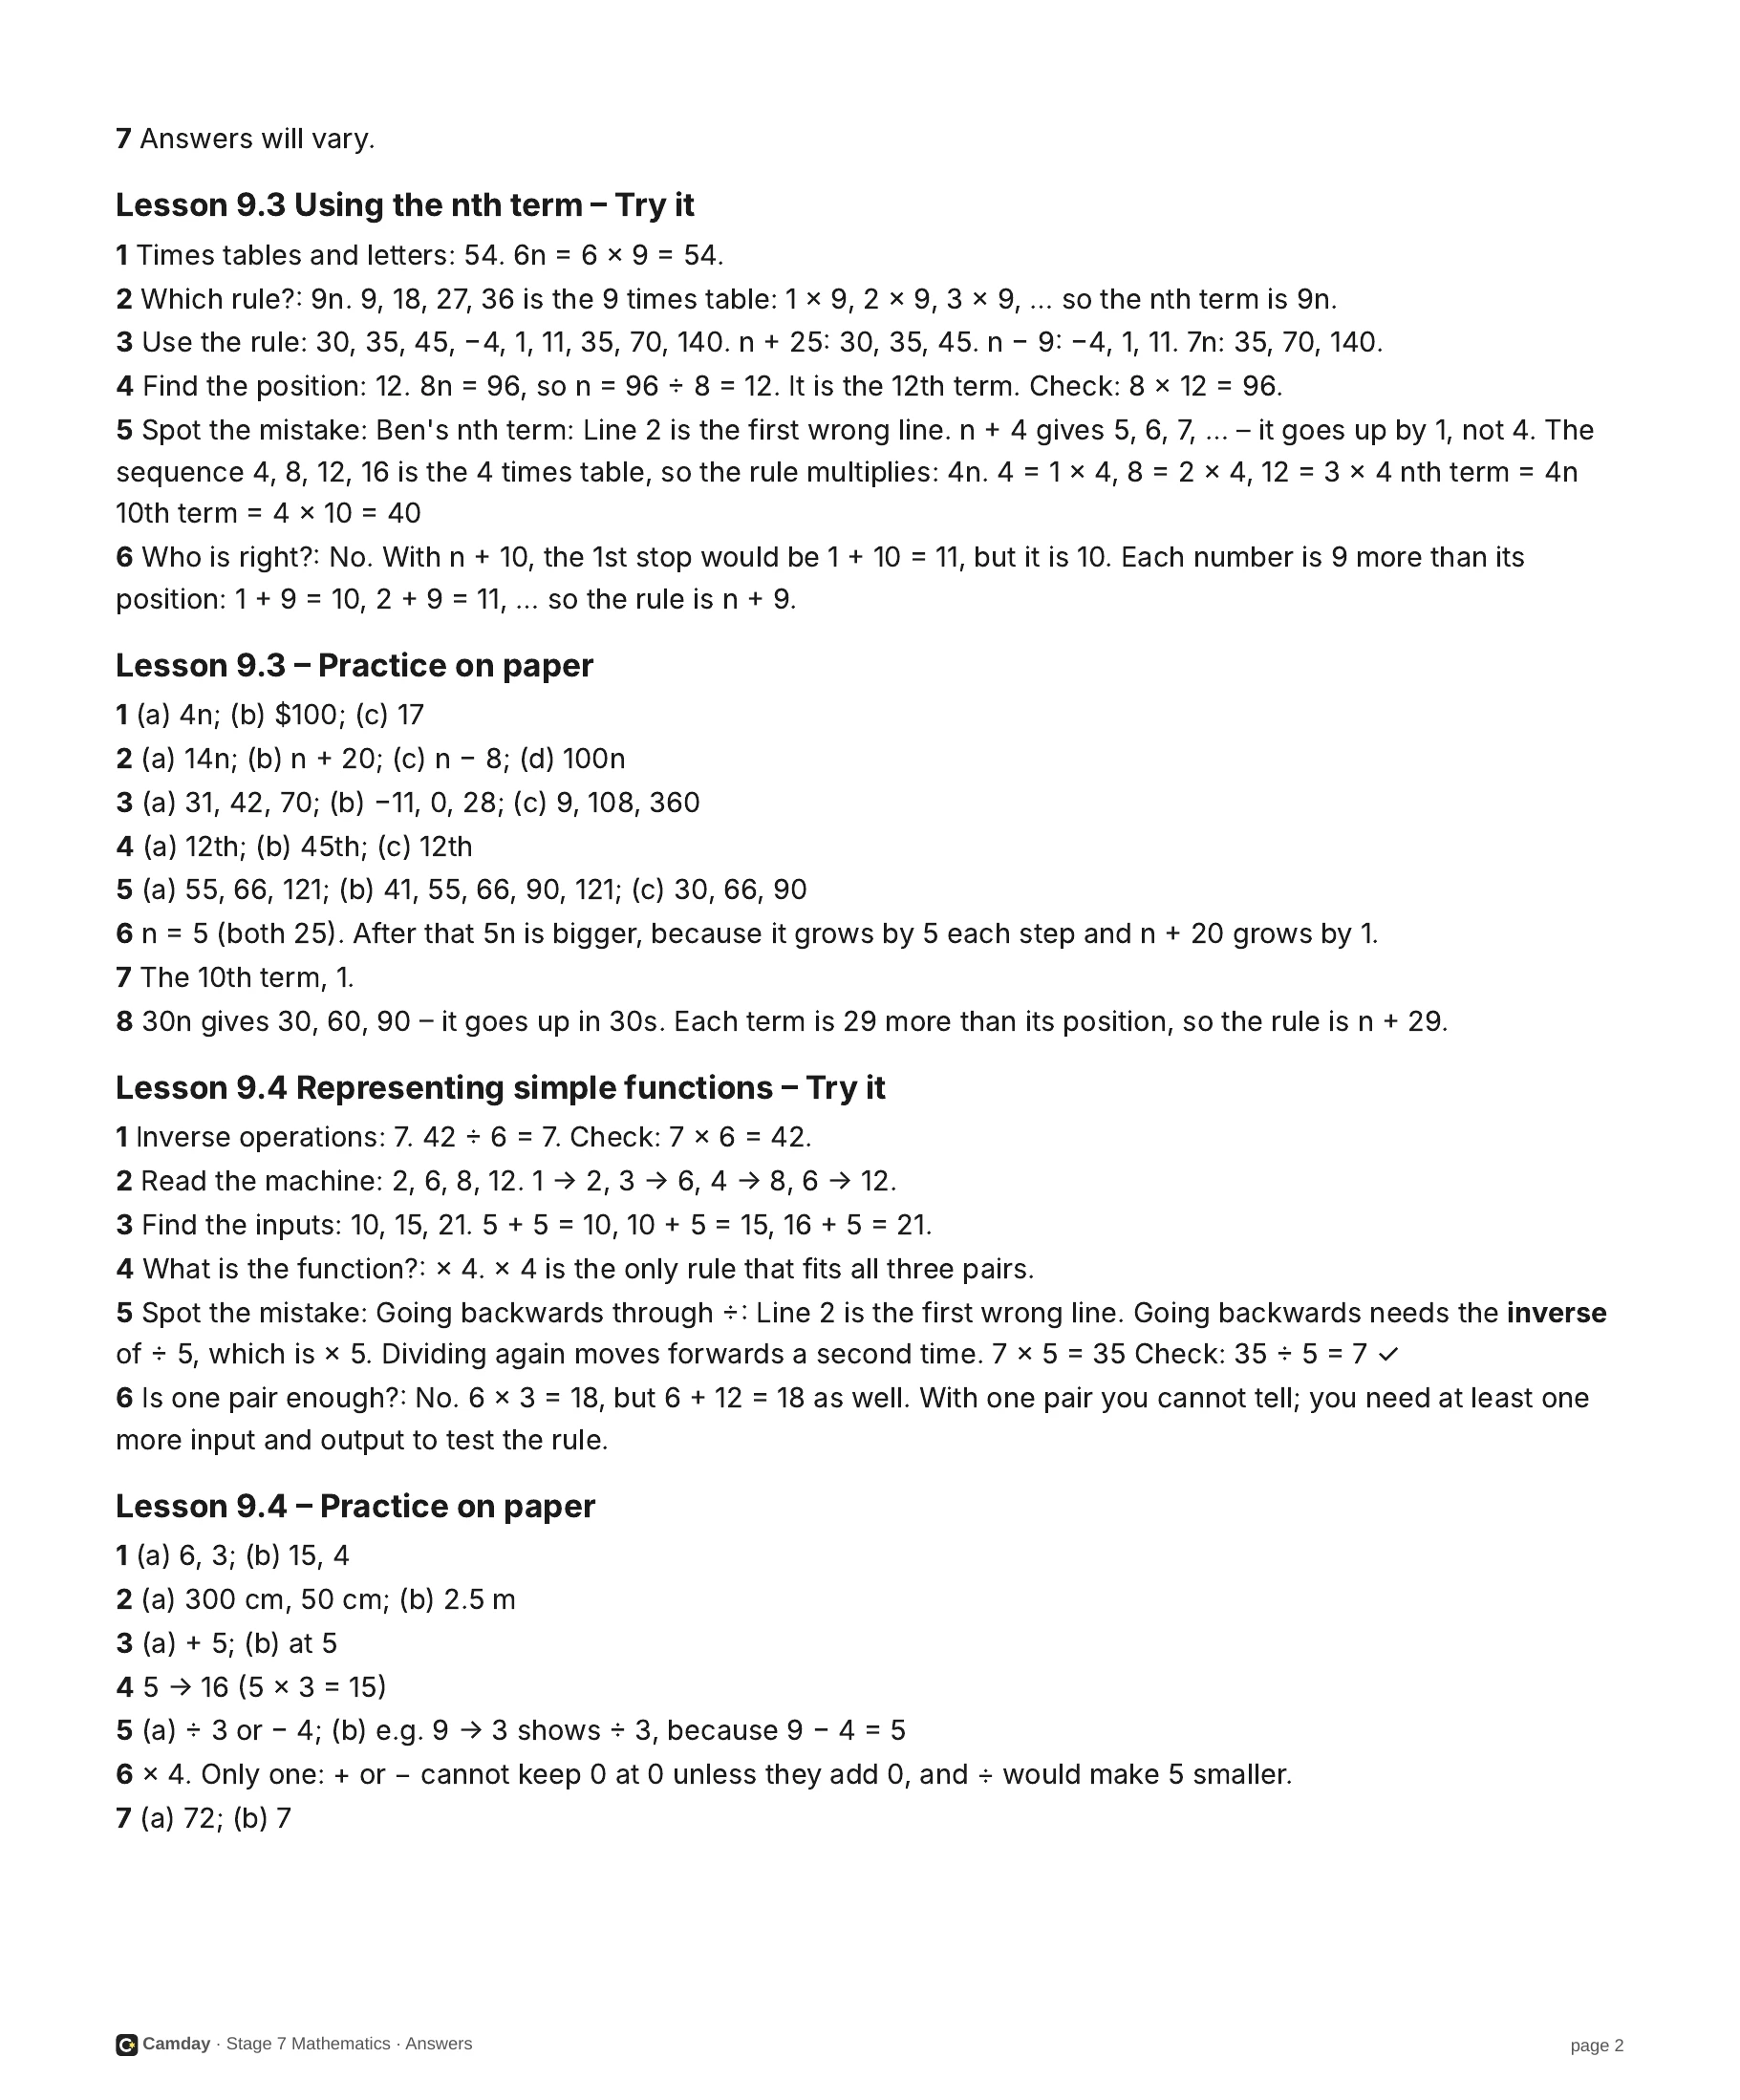 7 Answers will vary.
Lesson 9.3 Using the nth term – Try it
1 Times tables and letters: 54. 6n = 6 × 9 = 54.
2 Which rule?: 9n. 9, 18, 27, 36 is the 9 times table: 1 × 9, 2 × 9, 3 × 9, … so the nth term is 9n.
3 Use the rule: 30, 35, 45, −4, 1, 11, 35, 70, 140. n + 25: 30, 35, 45. n − 9: −4, 1, 11. 7n: 35, 70, 140.
4 Find the position: 12. 8n = 96, so n = 96 ÷ 8 = 12. It is the 12th term. Check: 8 × 12 = 96.
5 Spot the mistake: Ben's nth term: Line 2 is the first wrong line. n + 4 gives 5, 6, 7, … – it goes up by 1, not 4. The
sequence 4, 8, 12, 16 is the 4 times table, so the rule multiplies: 4n. 4 = 1 × 4, 8 = 2 × 4, 12 = 3 × 4 nth term = 4n
10th term = 4 × 10 = 40
6 Who is right?: No. With n + 10, the 1st stop would be 1 + 10 = 11, but it is 10. Each number is 9 more than its
position: 1 + 9 = 10, 2 + 9 = 11, … so the rule is n + 9.
Lesson 9.3 – Practice on paper
1 (a) 4n; (b) $100; (c) 17
2 (a) 14n; (b) n + 20; (c) n − 8; (d) 100n
3 (a) 31, 42, 70; (b) −11, 0, 28; (c) 9, 108, 360
4 (a) 12th; (b) 45th; (c) 12th
5 (a) 55, 66, 121; (b) 41, 55, 66, 90, 121; (c) 30, 66, 90
6 n = 5 (both 25). After that 5n is bigger, because it grows by 5 each step and n + 20 grows by 1.
7 The 10th term, 1.
8 30n gives 30, 60, 90 – it goes up in 30s. Each term is 29 more than its position, so the rule is n + 29.
Lesson 9.4 Representing simple functions – Try it
1 Inverse operations: 7. 42 ÷ 6 = 7. Check: 7 × 6 = 42.
2 Read the machine: 2, 6, 8, 12. 1 → 2, 3 → 6, 4 → 8, 6 → 12.
3 Find the inputs: 10, 15, 21. 5 + 5 = 10, 10 + 5 = 15, 16 + 5 = 21.
4 What is the function?: × 4. × 4 is the only rule that fits all three pairs.
5 Spot the mistake: Going backwards through ÷: Line 2 is the first wrong line. Going backwards needs the inverse
of ÷ 5, which is × 5. Dividing again moves forwards a second time. 7 × 5 = 35 Check: 35 ÷ 5 = 7 ✓
6 Is one pair enough?: No. 6 × 3 = 18, but 6 + 12 = 18 as well. With one pair you cannot tell; you need at least one
more input and output to test the rule.
Lesson 9.4 – Practice on paper
1 (a) 6, 3; (b) 15, 4
2 (a) 300 cm, 50 cm; (b) 2.5 m
3 (a) + 5; (b) at 5
4 5 → 16 (5 × 3 = 15)
5 (a) ÷ 3 or − 4; (b) e.g. 9 → 3 shows ÷ 3, because 9 − 4 = 5
6 × 4. Only one: + or − cannot keep 0 at 0 unless they add 0, and ÷ would make 5 smaller.
7 (a) 72; (b) 7
Camday · Stage 7 Mathematics · Answers
page 2